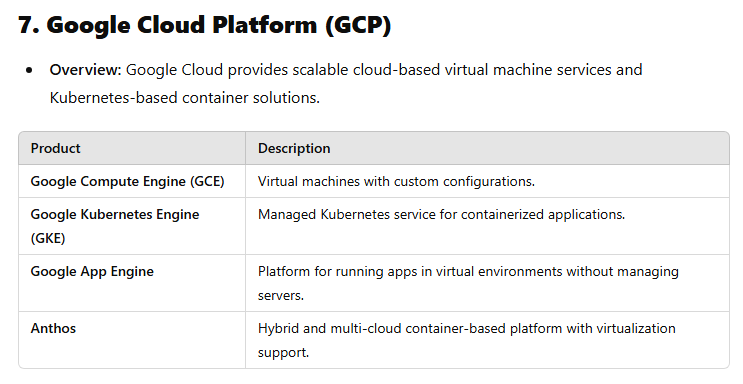 7. Google Cloud Platform (GCP)
• Overview: Google Cloud provides scalable cloud-based virtual machine services and
Kubernetes-based container solutions.
Product Description
Google Compute Engine (GCE) Virtual machines with custom configurations.
Google Kubernetes Engine Managed Kubernetes service for containerized applications.
(GKE)
Google App Engine Platform for running apps in virtual environments without managing
servers.
Anthos Hybrid and multi-cloud container-based platform with virtualization
support.